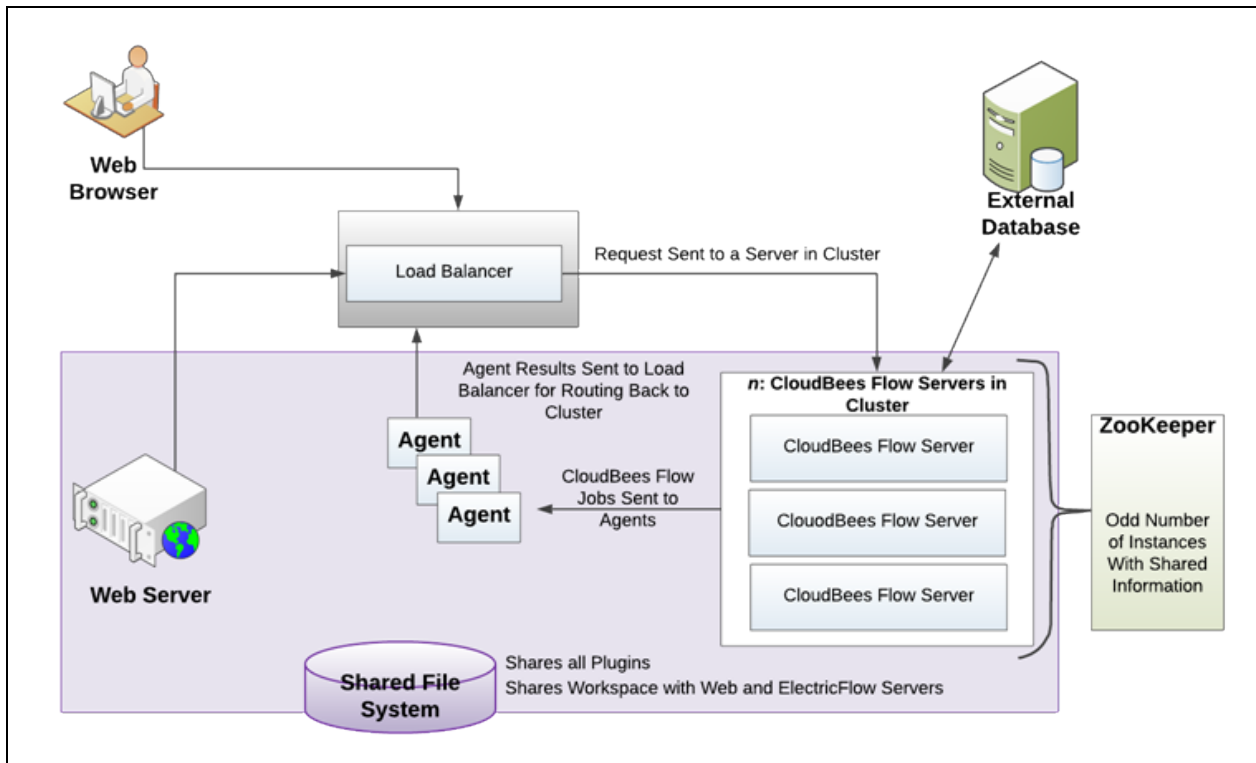 Web
Browser
External
Database
Load Balancer
Request Sent to a Server in Cluster
Agent Results Sent to Load
Balancer for Routing Back to
Cluster
n: CloudBees Flow Servers in
Cluster
CloudBees Flow Server
CloudBees Flow Server
CloudBees Flow Server
Agent
Agent
Agent
CloudBees Flow
Jobs Sent to
Agents
ZooKeeper
Odd Number
of Instances
With Shared
Information
Web Server
Shared File
System
Shares all Plugins
Shares Workspace with Web and ElectricFlow Servers